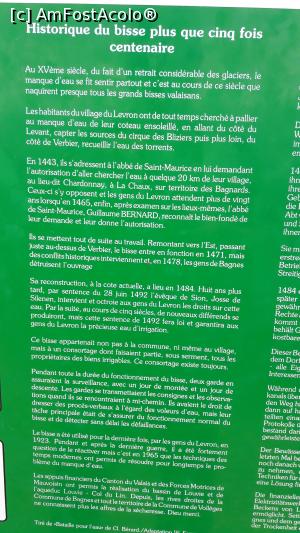 [c] AmFostAcolo®
Historique du bisse plus que cinq fois
centenaire
Au XVème siècle, du fait d'un retrait considérable des glaciers, le
manque d'eau se fit sentir partout et c'est au cours de ce siècle que
naquirent presque tous les grands bisses valaisans.
Les habitants du village du Levron ont de tout temps cherché à pallier
au manque d'eau de leur coteau ensoleillé, en allant du côté du
Levant, capter les sources du cirque des Bliziers puis plus loin, du
côté de Verbier, recueillir l'eau des torrents.
En 1443, ils s'adressent à l'abbé de Saint-Maurice en lui demandant
l'autorisation d'aller chercher l'eau à quelque 20 km de leur village,
au lieu-dit Chardonnay, à La Chaux, sur territoire des Bagnards.
Ceux-ci s'y opposent et les gens du Levron attendent plus de vingt
ans lorsqu'en 1465, enfin, après examen sur les lieux-mêmes, l'abbé
de Saint-Maurice, Guillaume BERNARD, reconnaît le bien-fondé de
leur demande et leur donne l'autorisation.
Ils se mettent tout de suite au travail. Remontant vers l'Est, passant
juste au-dessus de Verbier, le bisse entre en fonction en 1471, mais
des conflits historiques interviennent et, en 1478, les gens de Bagnes
détruisent l'ouvrage
Sa reconstruction, à la cote actuelle, a lieu en 1484. Huit ans plus
tard, par sentence du 28 juin 1492 l'évêque de Sion, Josse de
Silenen, intervient et octroie aux gens du Levron les droits sur cette
eau. Par la suite, au cours de cinq siècles, de nouveaux différends se
produiront, mais cette sentence de 1492 fera loi et garantira aux
gens du Levron la précieuse eau d'irrigation.
Ce bisse appartenait non pas à la commune, ni même au village,
mais à un consortage dont faisaient partie, sous serment, tous les
propriétaires des biens irrigables. Ce consortage existe toujours.
Pendant toute la durée du fonctionnement du bisse, deux garde en
assuraient la surveillance, avec un jour de montée et un jour de
descente. Les gardes se transmettaient les consignes et les observa-
tions quand ils se rencontraient à mi-chemin. Ils avaient le droit de
dresser des procès-verbaux à l'égard des voleurs d'eau, mais leur
tâche principale était de s'assurer du fonctionnement normal du
bisse et de détecter sans délai les défaillances.
Le bisse a été utilisé pour la dernière fois, par les gens du Levron, en
1923. Pendant et après la dernière guerre, il a été fortement
question de le réactiver mais c'est en 1963 que les techniques des
temps modernes ont permis de résoudre pour longtemps le pro-
blème du manque d'eau.
Les appuis financiers du Canton du Valais et des Forces Motrices de
Mauvoisin ont permis la réalisation du bassin de Louvie et de
l'aqueduc Louvie - Col du Lin. Depuis, les rives droites de la
Commune de Bagnes et tout le territoire de la Commune de Vollèges
ne connaissent plus les affres de la sécheresse. Dieu merci.
Tiré de «Bataille pour l'eau» de Cl. Bérard